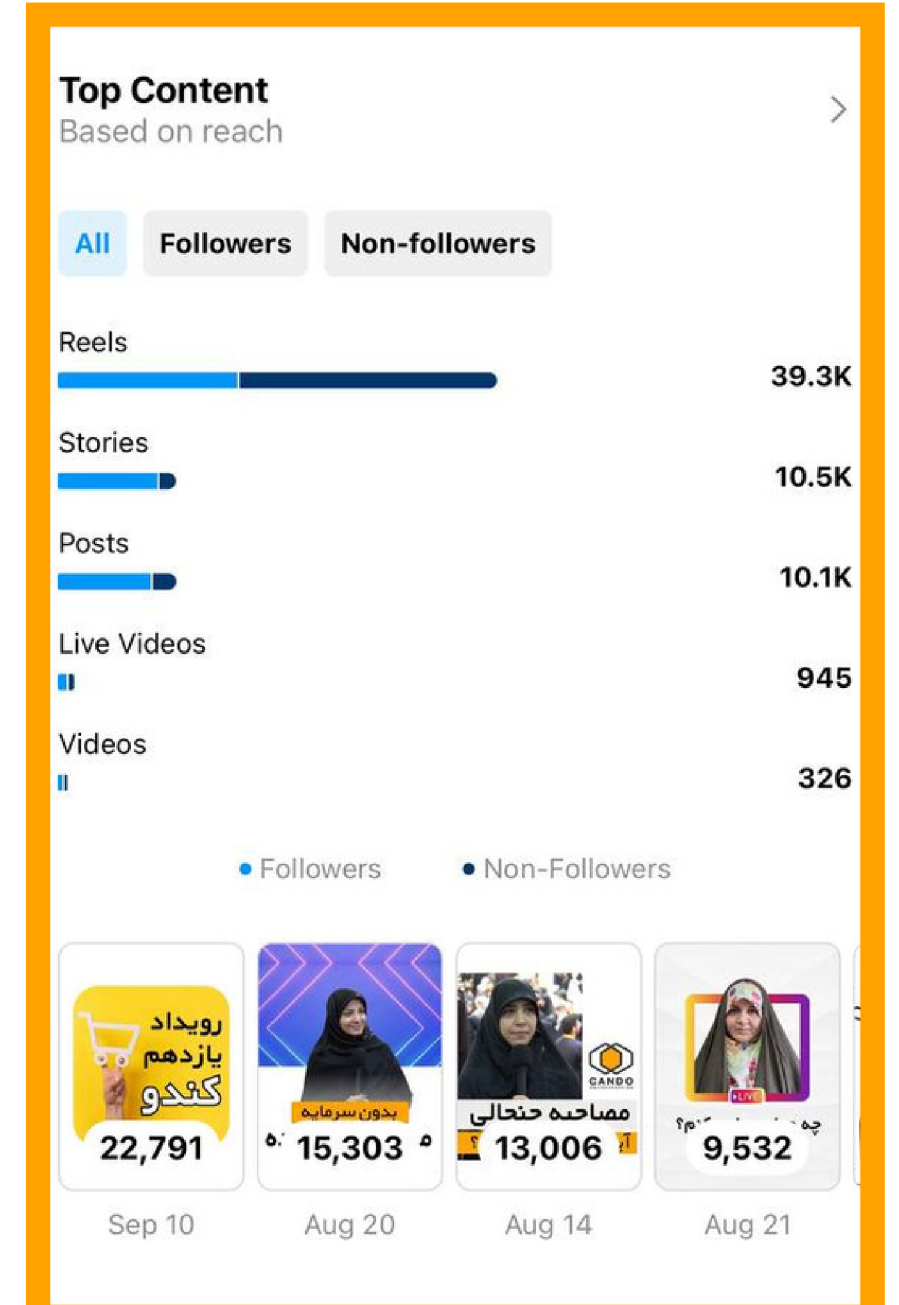 Top Content
Based on reach
All
Followers
Non-followers
Reels
39.3K
Stories
10.5K
Posts
10.1K
Live Videos
945
Videos
326
Followers
Non-Followers
رویداد
یازدهم
کندو
22,791
Sep 10
بدون سرمایه
15,303
Aug 20
CANDO
مصاحبه جنجالی
13,006
Aug 14
LIVE
9,532
Aug 21